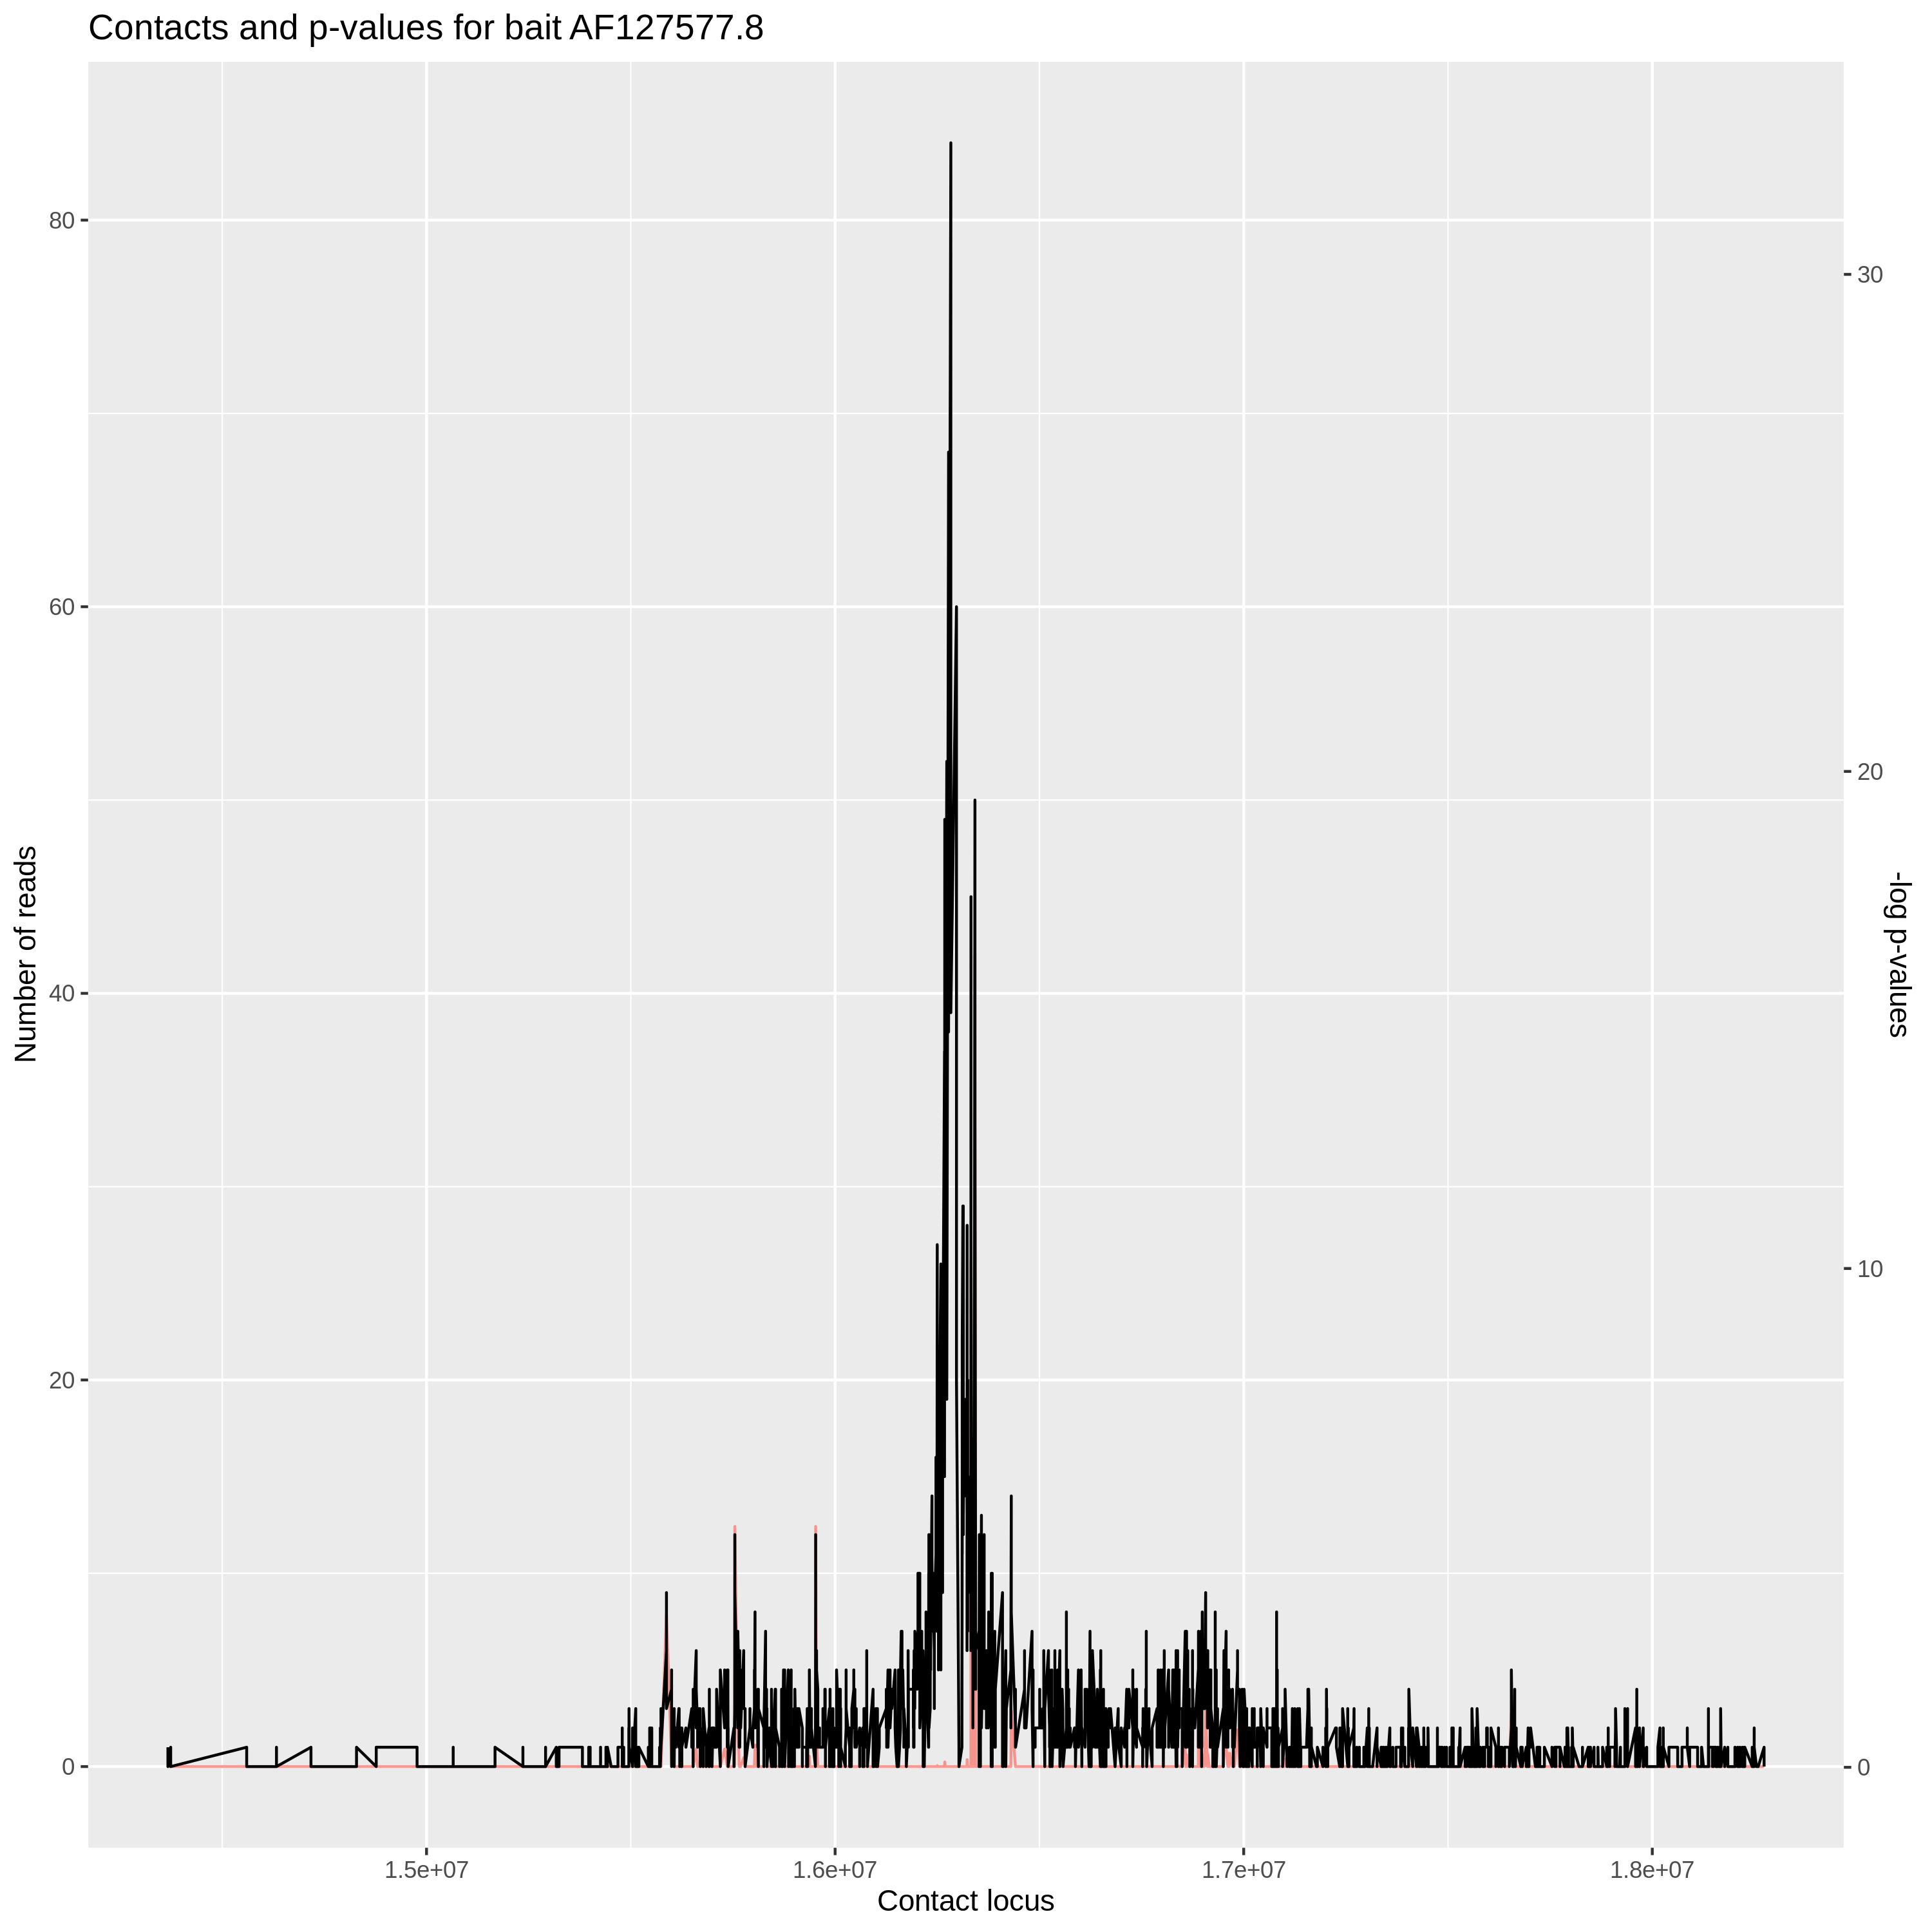 Contacts and p-values for bait AF127577.8
80
60
40
20
0
Number of reads
30
20
10
0
-log p-values
1.5e+07
1.6e+07
1.7e+07
1.8e+07
Contact locus